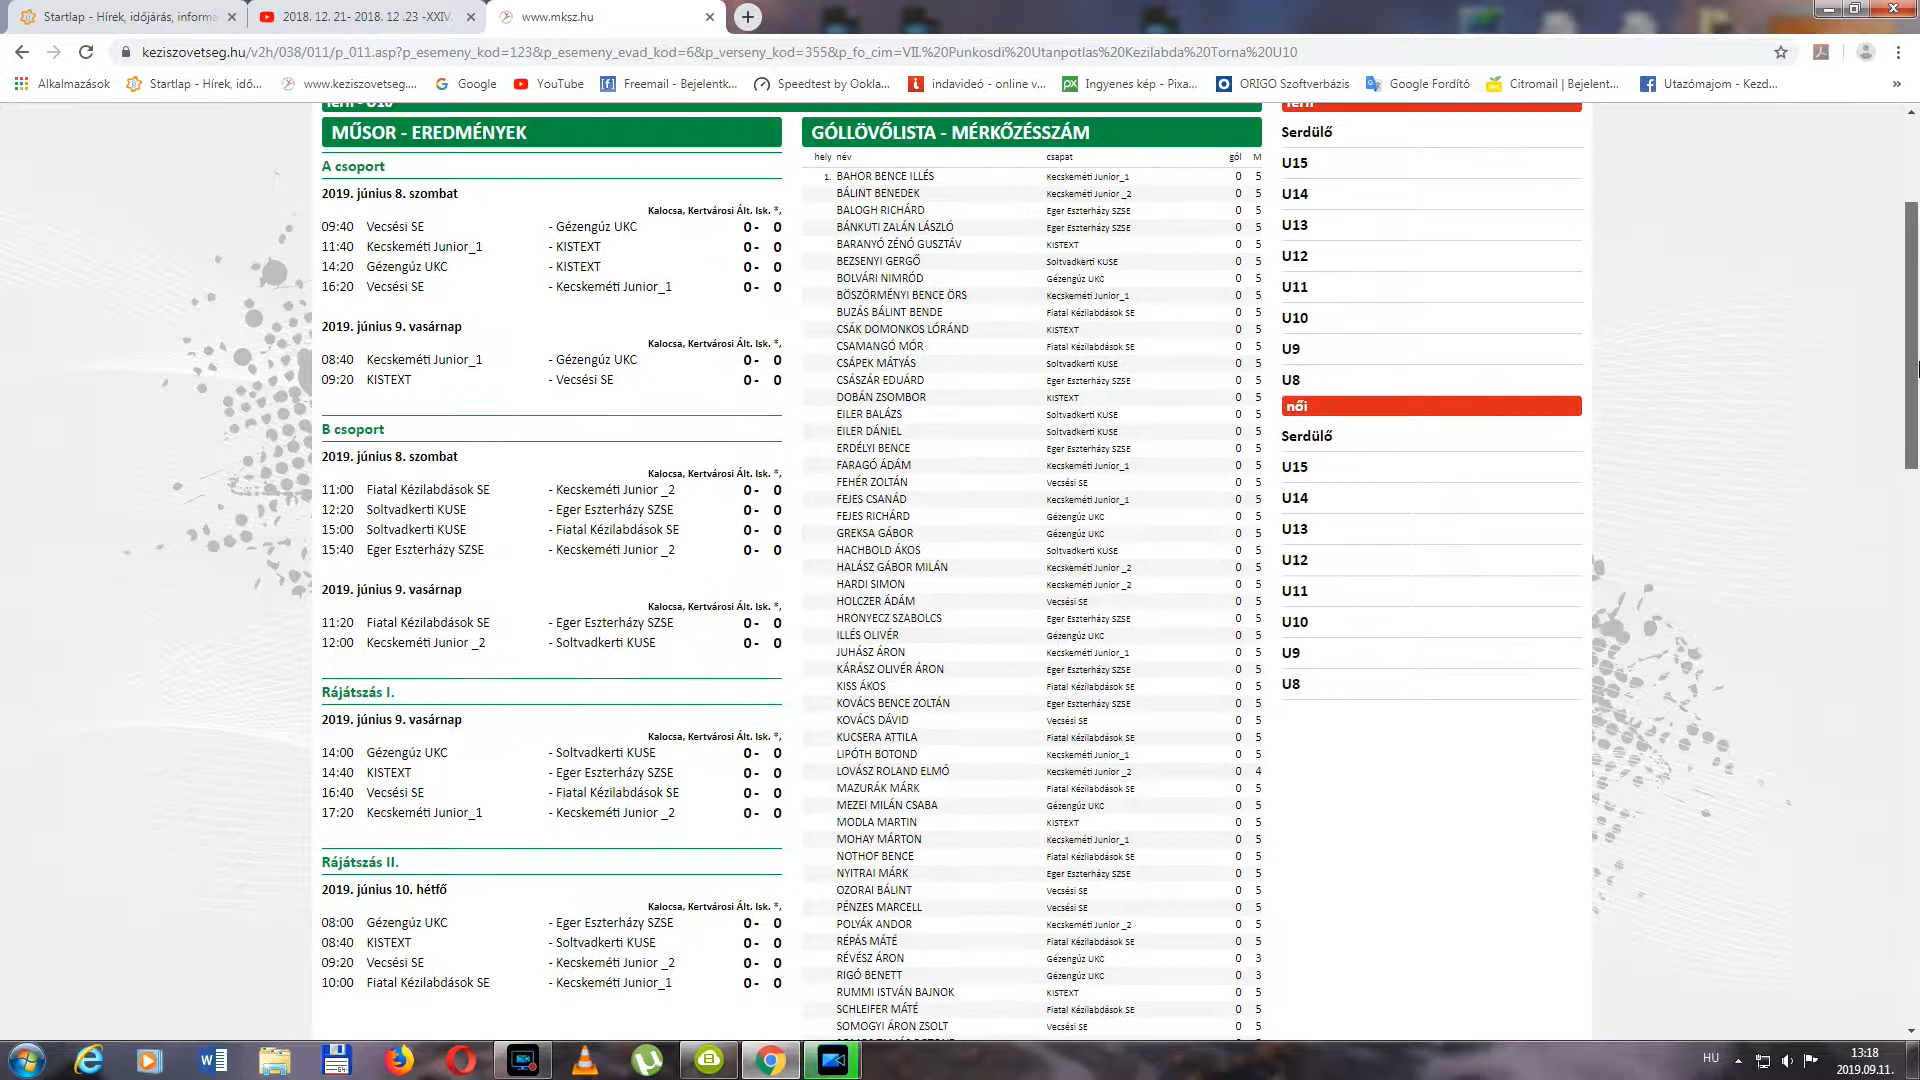 Startlap - Hírek, időjárás, informa
2018. 12. 21- 2018. 12 .23 -XXIV.
www.mksz.hu
keziszovetseg.hu/v2h/038/011/p_011.asp?p_esemeny_kod=123&p_esemeny_evad_kod=6&p_verseny_kod=355&p_fo_cim=VII.%20Punkosdi%20Utanpotlas%20Kezilabda%20Torna%20U10
Alkalmazások
Startlap - Hírek, idő...
www.keziszovetseg....
Google
YouTube
Freemail - Bejelentk...
Speedtest by Ookla...
indavideó - online v...
Ingyenes kép - Pixa...
ORIGO Szoftverbázis
Google Fordító
Citromail | Bejelent...
Utazómajom - Kezd...
»
férfi - U10
MŰSOR - EREDMÉNYEK
A csoport
2019. június 8. szombat
Kalocsa, Kertvárosi Ált. Isk. *,
09:40 Vecsési SE - Gézengúz UKC 0 - 0
11:40 Kecskeméti Junior_1 - KISTEXT 0 - 0
14:20 Gézengúz UKC - KISTEXT 0 - 0
16:20 Vecsési SE - Kecskeméti Junior_1 0 - 0
2019. június 9. vasárnap
Kalocsa, Kertvárosi Ált. Isk. *,
08:40 Kecskeméti Junior_1 - Gézengúz UKC 0 - 0
09:20 KISTEXT - Vecsési SE 0 - 0
B csoport
2019. június 8. szombat
Kalocsa, Kertvárosi Ált. Isk. *,
11:00 Fiatal Kézilabdások SE - Kecskeméti Junior _2 0 - 0
12:20 Soltvadkerti KUSE - Eger Eszterházy SZSE 0 - 0
15:00 Soltvadkerti KUSE - Fiatal Kézilabdások SE 0 - 0
15:40 Eger Eszterházy SZSE - Kecskeméti Junior _2 0 - 0
2019. június 9. vasárnap
Kalocsa, Kertvárosi Ált. Isk. *,
11:20 Fiatal Kézilabdások SE - Eger Eszterházy SZSE 0 - 0
12:00 Kecskeméti Junior _2 - Soltvadkerti KUSE 0 - 0
Rájátszás I.
2019. június 9. vasárnap
Kalocsa, Kertvárosi Ált. Isk. *,
14:00 Gézengúz UKC - Soltvadkerti KUSE 0 - 0
14:40 KISTEXT - Eger Eszterházy SZSE 0 - 0
16:40 Vecsési SE - Fiatal Kézilabdások SE 0 - 0
17:20 Kecskeméti Junior_1 - Kecskeméti Junior _2 0 - 0
Rájátszás II.
2019. június 10. hétfő
Kalocsa, Kertvárosi Ált. Isk. *,
08:00 Gézengúz UKC - Eger Eszterházy SZSE 0 - 0
08:40 KISTEXT - Soltvadkerti KUSE 0 - 0
09:20 Vecsési SE - Kecskeméti Junior _2 0 - 0
10:00 Fiatal Kézilabdások SE - Kecskeméti Junior_1 0 - 0
GÓLLÖVŐLISTA - MÉRKŐZÉSSZÁM
hely név csapat gól M
1. BAHOR BENCE ILLÉS Kecskeméti Junior_1 0 5
BÁLINT BENEDEK Kecskeméti Junior _2 0 5
BALOGH RICHÁRD Eger Eszterházy SZSE 0 5
BÁNKUTI ZALÁN LÁSZLÓ Eger Eszterházy SZSE 0 5
BARANYÓ ZÉNÓ GUSZTÁV KISTEXT 0 5
BEZSENYI GERGŐ Soltvadkerti KUSE 0 5
BOLVÁRI NIMRÓD Gézengúz UKC 0 5
BÖSZÖRMÉNYI BENCE ÖRS Kecskeméti Junior_1 0 5
BUZÁS BÁLINT BENDE Fiatal Kézilabdások SE 0 5
CSÁK DOMONKOS LÓRÁND KISTEXT 0 5
CSAMANGÓ MÓR Fiatal Kézilabdások SE 0 5
CSÁPEK MÁTYÁS Soltvadkerti KUSE 0 5
CSÁSZÁR EDUÁRD Eger Eszterházy SZSE 0 5
DOBÁN ZSOMBOR KISTEXT 0 5
EILER BALÁZS Soltvadkerti KUSE 0 5
EILER DÁNIEL Soltvadkerti KUSE 0 5
ERDÉLYI BENCE Eger Eszterházy SZSE 0 5
FARAGÓ ÁDÁM Kecskeméti Junior_1 0 5
FEHÉR ZOLTÁN Vecsési SE 0 5
FEJES CSANÁD Kecskeméti Junior_1 0 5
FEJES RICHÁRD Gézengúz UKC 0 5
GREKSA GÁBOR Gézengúz UKC 0 5
HACHBOLD ÁKOS Soltvadkerti KUSE 0 5
HALÁSZ GÁBOR MILÁN Kecskeméti Junior _2 0 5
HARDI SIMON Kecskeméti Junior _2 0 5
HOLCZER ÁDÁM Vecsési SE 0 5
HRONYECZ SZABOLCS Eger Eszterházy SZSE 0 5
ILLÉS OLIVÉR Gézengúz UKC 0 5
JUHÁSZ ÁRON Kecskeméti Junior_1 0 5
KÁRÁSZ OLIVÉR ÁRON Eger Eszterházy SZSE 0 5
KISS ÁKOS Fiatal Kézilabdások SE 0 5
KOVÁCS BENCE ZOLTÁN Eger Eszterházy SZSE 0 5
KOVÁCS DÁVID Vecsési SE 0 5
KUCSERA ATTILA Fiatal Kézilabdások SE 0 5
LIPÓTH BOTOND Kecskeméti Junior_1 0 5
LOVÁSZ ROLAND ELMÓ Kecskeméti Junior _2 0 4
MAZURÁK MÁRK Fiatal Kézilabdások SE 0 5
MEZEI MILÁN CSABA Gézengúz UKC 0 5
MODLA MARTIN KISTEXT 0 5
MOHAY MÁRTON Kecskeméti Junior_1 0 5
NOTHOF BENCE Fiatal Kézilabdások SE 0 5
NYITRAI MÁRK Eger Eszterházy SZSE 0 5
OZORAI BÁLINT Vecsési SE 0 5
PÉNZES MARCELL Vecsési SE 0 5
POLYÁK ANDOR Kecskeméti Junior _2 0 5
RÉPÁS MÁTÉ Fiatal Kézilabdások SE 0 5
RÉVÉSZ ÁRON Gézengúz UKC 0 3
RIGÓ BENETT Gézengúz UKC 0 3
RUMMI ISTVÁN BAJNOK KISTEXT 0 5
SCHLEIFER MÁTÉ Fiatal Kézilabdások SE 0 5
SOMOGYI ÁRON ZSOLT Vecsési SE 0 5
férfi
Serdülő
U15
U14
U13
U12
U11
U10
U9
U8
női
Serdülő
U15
U14
U13
U12
U11
U10
U9
U8
HU
13:18
2019.09.11.